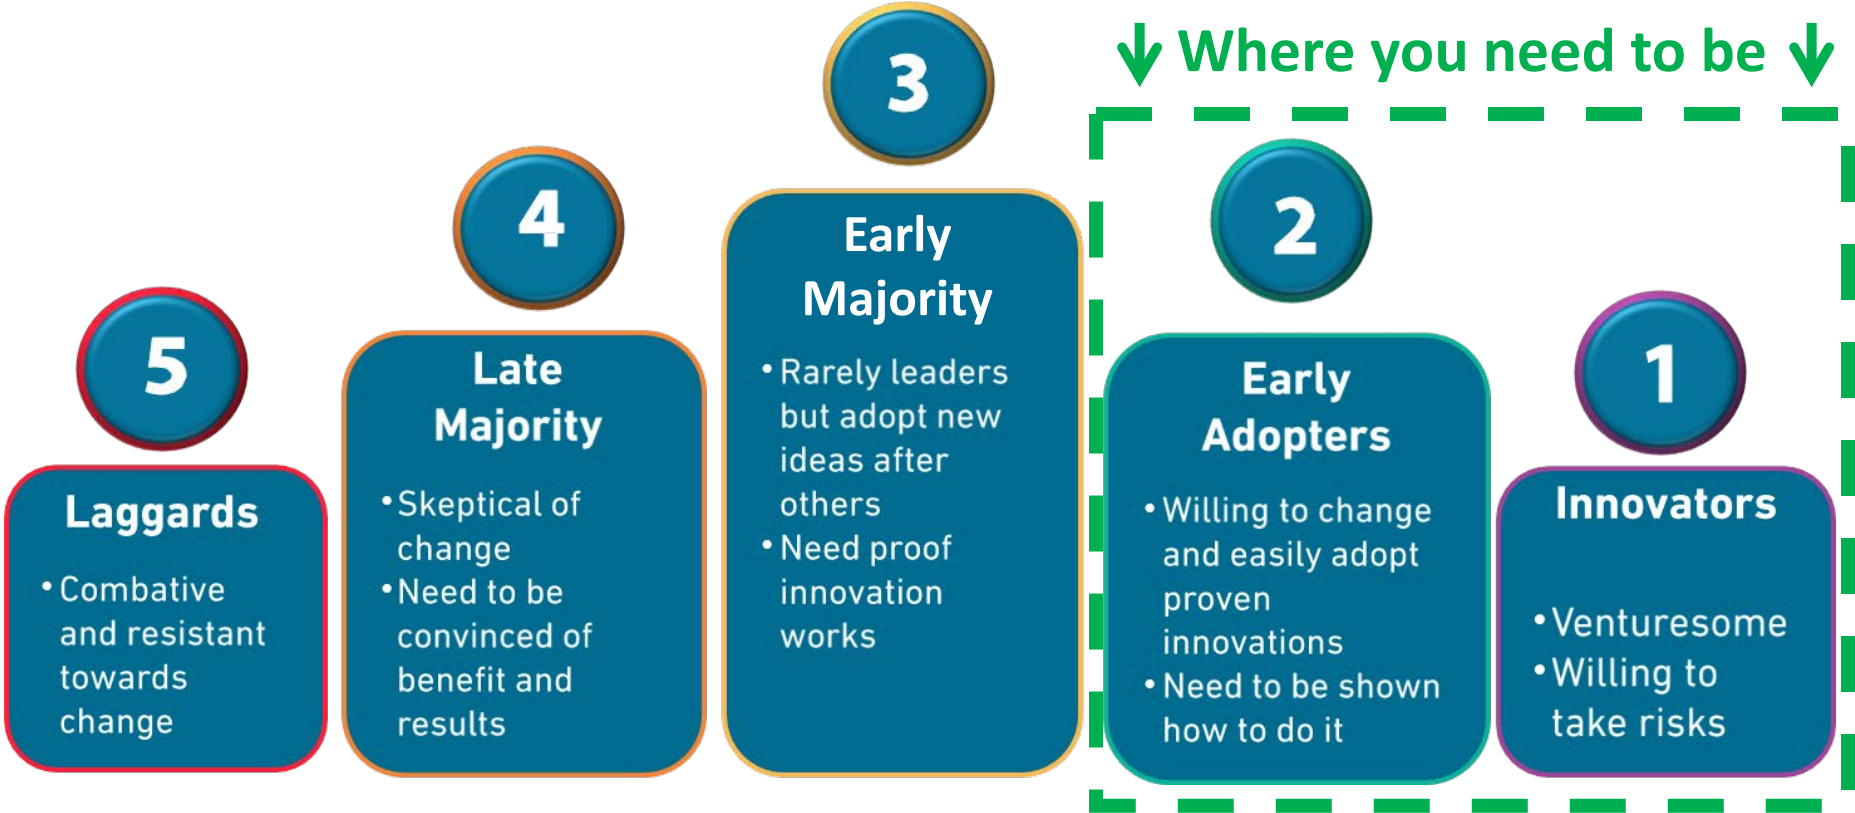 Where you need to be
5
Laggards
• Combative
and resistant
towards
change
4
Late
Majority
• Skeptical of
change
• Need to be
convinced of
benefit and
results
3
Early
Majority
• Rarely leaders
but adopt new
ideas after
others
• Need proof
innovation
works
2
Early
Adopters
• Willing to change
and easily adopt
proven
innovations
• Need to be shown
how to do it
1
Innovators
• Venturesome
• Willing to
take risks